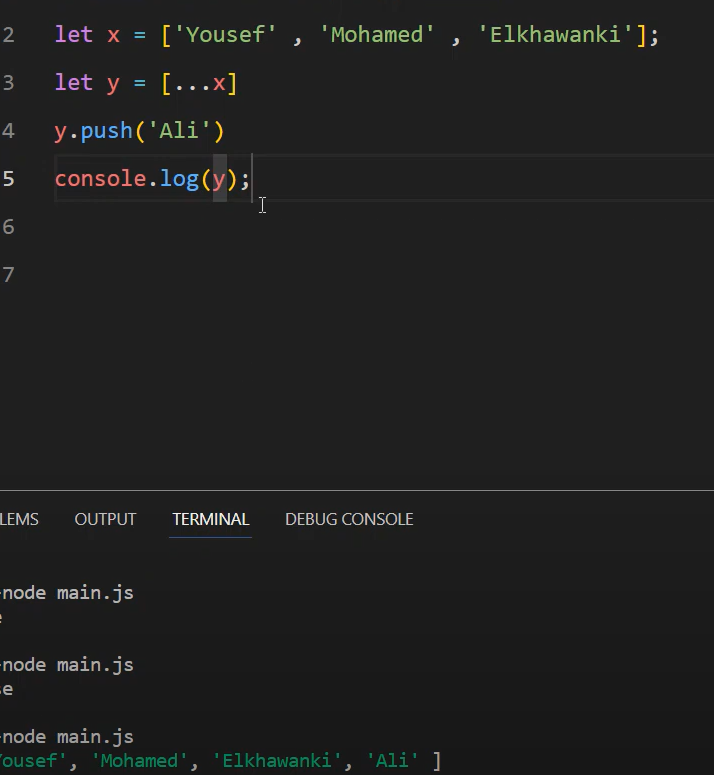 2 let x = ['Yousef' , 'Mohamed' , 'Elkhawanki'];
3 let y = [...x]
4 y.push('Ali')
5 console.log(y);
6
7
LEMS OUTPUT TERMINAL DEBUG CONSOLE
node main.js
e
node main.js
se
node main.js
Yousef', 'Mohamed', 'Elkhawanki', 'Ali' ]